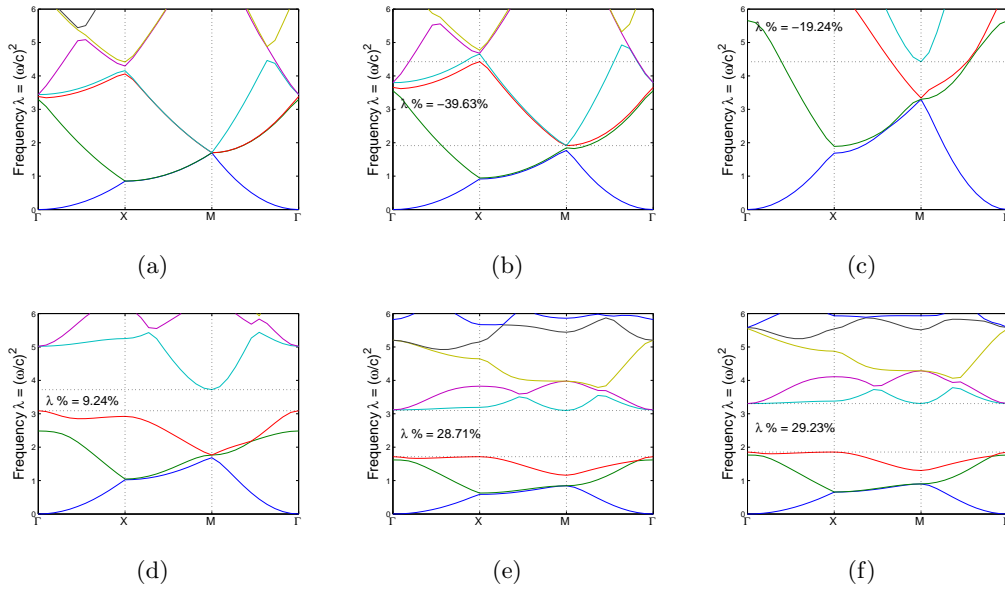 Frequency λ = (ω/c)²
6
5
4
3
2
1
0
Γ X M Γ
(a)
Frequency λ = (ω/c)²
6
5
4
3
2
1
0
λ % = −39.63%
Γ X M Γ
(b)
Frequency λ = (ω/c)²
6
5
4
3
2
1
0
λ % = −19.24%
Γ X M Γ
(c)
Frequency λ = (ω/c)²
6
5
4
3
2
1
0
λ % = 9.24%
Γ X M Γ
(d)
Frequency λ = (ω/c)²
6
5
4
3
2
1
0
λ % = 28.71%
Γ X M Γ
(e)
Frequency λ = (ω/c)²
6
5
4
3
2
1
0
λ % = 29.23%
Γ X M Γ
(f)